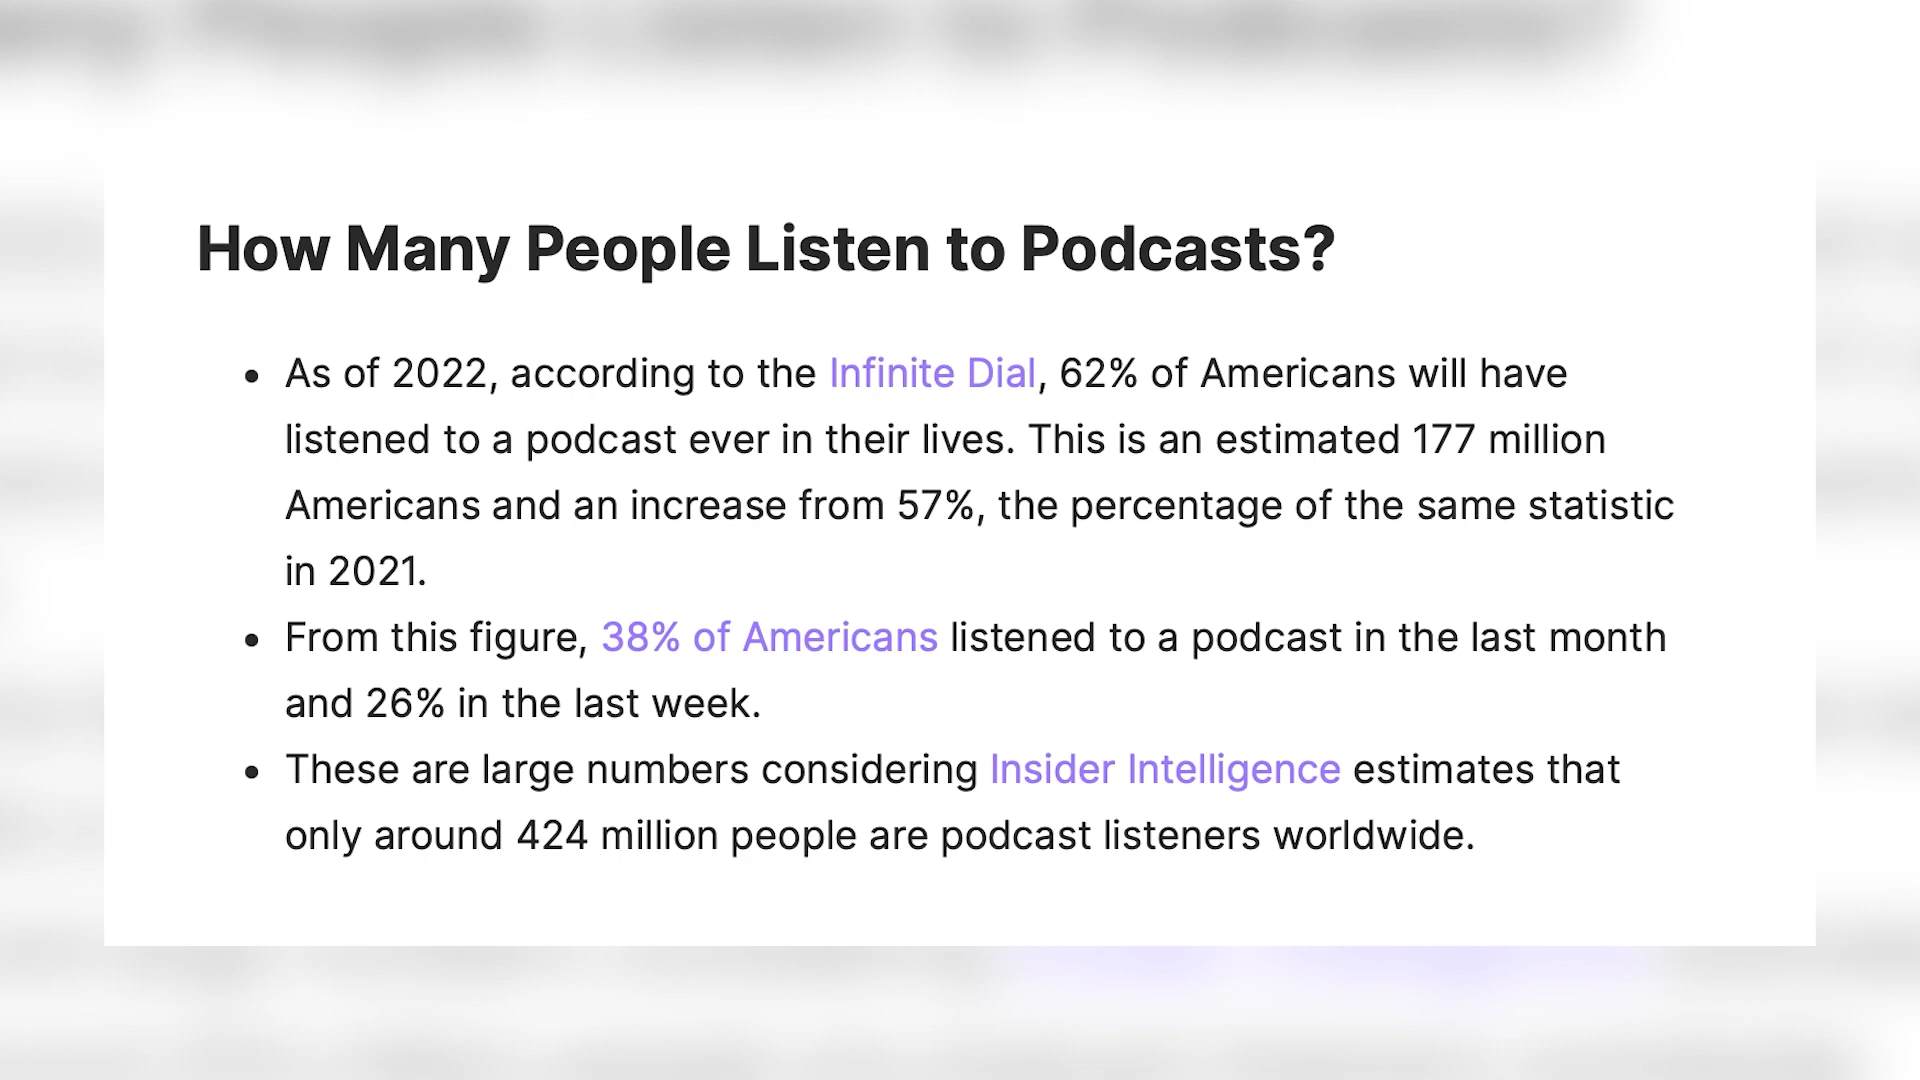 How Many People Listen to Podcasts?
• As of 2022, according to the Infinite Dial, 62% of Americans will have
listened to a podcast ever in their lives. This is an estimated 177 million
Americans and an increase from 57%, the percentage of the same statistic
in 2021.
• From this figure, 38% of Americans listened to a podcast in the last month
and 26% in the last week.
• These are large numbers considering Insider Intelligence estimates that
only around 424 million people are podcast listeners worldwide.